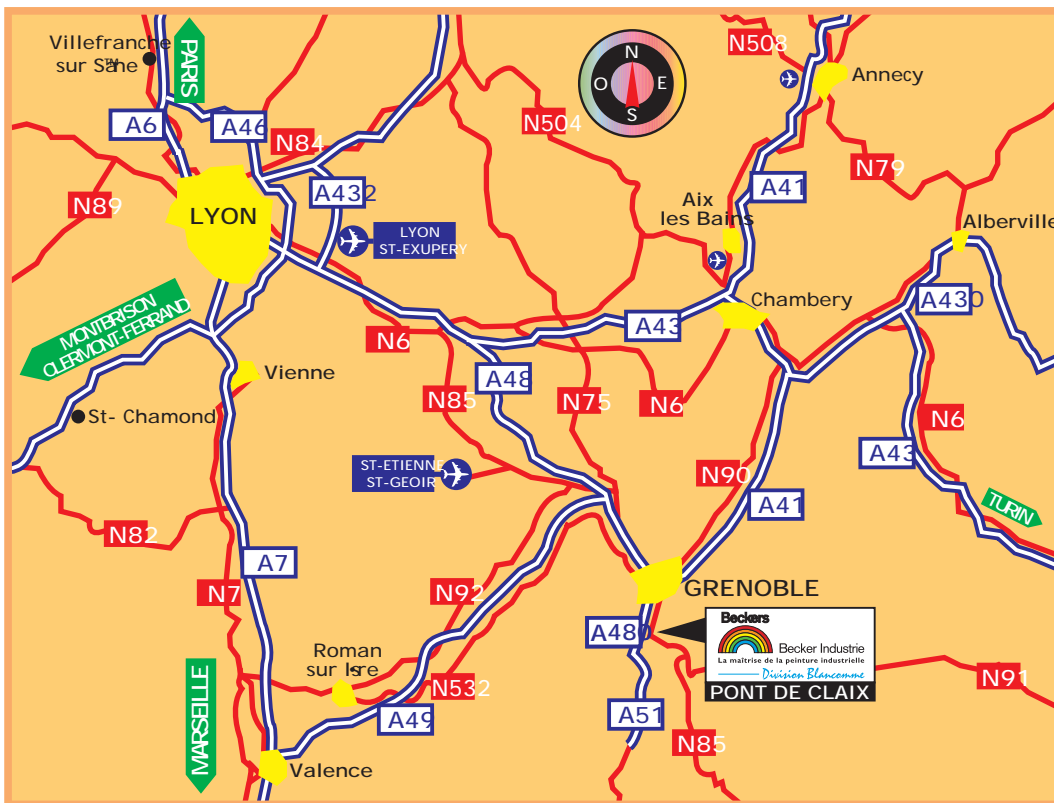 Villefranche
sur Saне
PARIS
N508
Annecy
N
O
E
S
A6
A46
N84
N504
N79
N89
A432
A41
LYON
Aix
les Bains
Alberville
LYON
ST-EXUPERY
Chambery
A430
MONTBRISON
CLERMONT-FERRAND
N6
A43
Vienne
A48
N85
N75
N6
N6
St- Chamond
A43
ST-ETIENNE
ST-GEOIR
N90
A41
TURIN
N82
A7
N7
N92
GRENOBLE
Beckers
Becker Industrie
La maîtrise de la peinture industrielle
Division Blancomme
PONT DE CLAIX
A480
Roman
sur Isre
N532
N91
MARSEILLE
A49
A51
N85
Valence